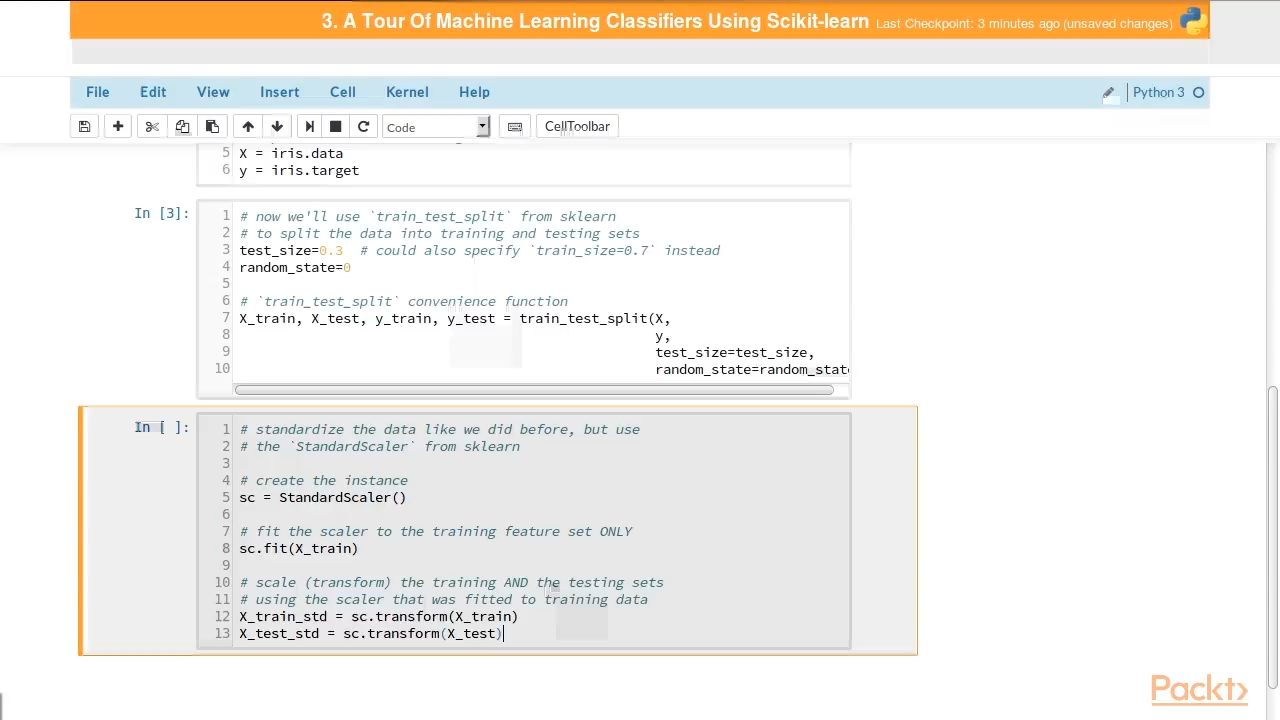 3. A Tour Of Machine Learning Classifiers Using Scikit-learn Last Checkpoint: 3 minutes ago (unsaved changes)
File Edit View Insert Cell Kernel Help Python 3
Code CellToolbar
5 X = iris.data
6 y = iris.target
In [3]:
1 # now we'll use `train_test_split` from sklearn
2 # to split the data into training and testing sets
3 test_size=0.3  # could also specify `train_size=0.7` instead
4 random_state=0
5
6 # `train_test_split` convenience function
7 X_train, X_test, y_train, y_test = train_test_split(X,
8 y,
9 test_size=test_size,
10 random_state=random_state
In [ ]:
1 # standardize the data like we did before, but use
2 # the `StandardScaler` from sklearn
3
4 # create the instance
5 sc = StandardScaler()
6
7 # fit the scaler to the training feature set ONLY
8 sc.fit(X_train)
9
10 # scale (transform) the training AND the testing sets
11 # using the scaler that was fitted to training data
12 X_train_std = sc.transform(X_train)
13 X_test_std = sc.transform(X_test)
Packt>